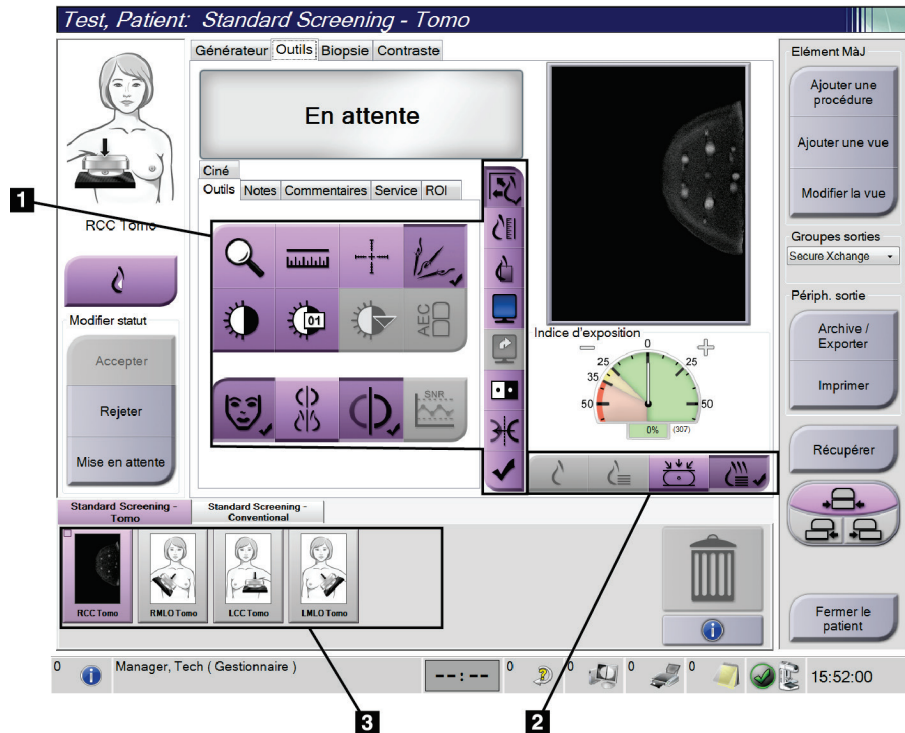 Test, Patient: Standard Screening - Tomo
Générateur Outils Biopsie Contraste
Elément MàJ
Ajouter une
procédure
Ajouter une vue
Modifier la vue
En attente
Ciné
Outils Notes Commentaires Service ROI
1
RCC Tomo
Groupes sorties
Secure Xchange
Périph. sortie
Archive /
Exporter
Imprimer
01
AEC
SNR
Modifier statut
Accepter
Rejeter
Mise en attente
Indice d'exposition
0
25
25
35
50
50
0% (307)
Récupérer
Standard Screening -
Tomo
Standard Screening -
Conventional
RCC Tomo
RMLO Tomo
LCC Tomo
LMLO Tomo
Fermer le
patient
0
Manager, Tech ( Gestionnaire )
--:--
0
0
0
0
15:52:00
3
2